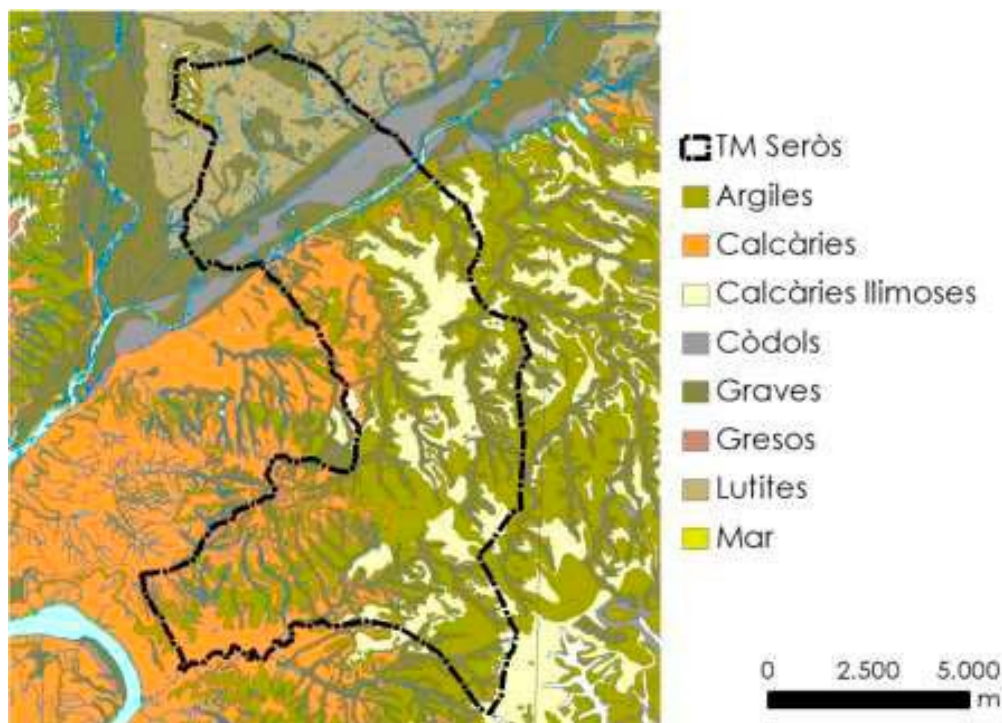 TM Seròs
Argiles
Calcàries
Calcàries llimoses
Còdols
Graves
Gresos
Lutites
Mar
0 2.500 5.000
m